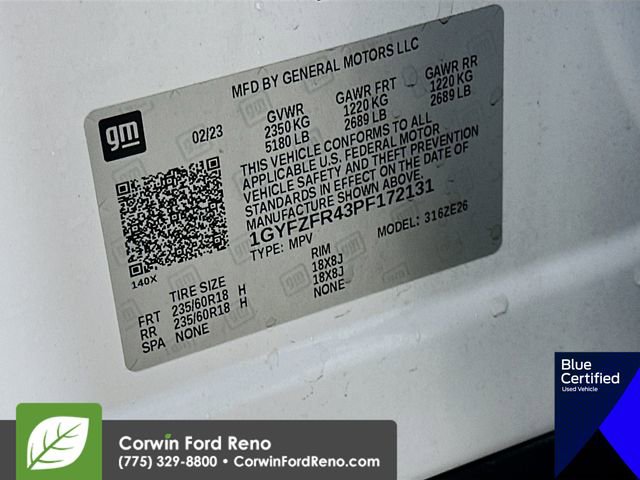 MFD BY GENERAL MOTORS LLC
gm
02/23
GVWR
2350 KG
5180 LB
GAWR FRT
1220 KG
2689 LB
GAWR RR
1220 KG
2689 LB
THIS VEHICLE CONFORMS TO ALL
APPLICABLE U.S. FEDERAL MOTOR
VEHICLE SAFETY AND THEFT PREVENTION
STANDARDS IN EFFECT ON THE DATE OF
MANUFACTURE SHOWN ABOVE.
1GYFZFR43PF172131
TYPE: MPV
MODEL: 316ZE26
140X
TIRE SIZE RIM
FRT 235/60R18 H 18X8J
RR 235/60R18 H 18X8J
SPA NONE NONE
Blue
Certified
Used Vehicle
Corwin Ford Reno
(775) 329-8800 • CorwinFordReno.com